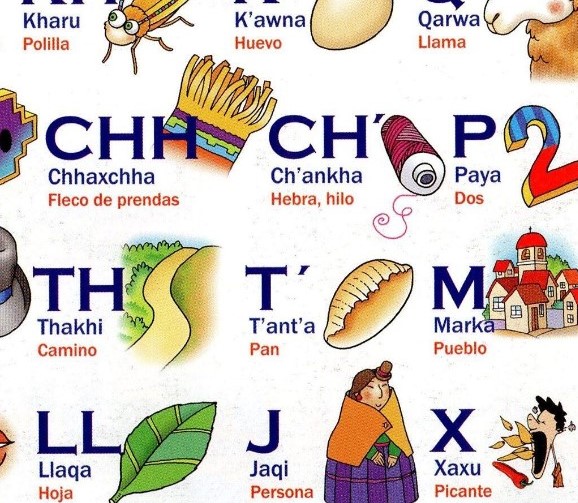 Kharu
Polilla
K'awna
Huevo
Qarwa
Llama
CHH
Chhaxchha
Fleco de prendas
CH´
Ch'ankha
Hebra, hilo
P
Paya
Dos
2
TH
Thakhi
Camino
T´
T'ant'a
Pan
M
Marka
Pueblo
LL
Llaqa
Hoja
J
Jaqi
Persona
X
Xaxu
Picante